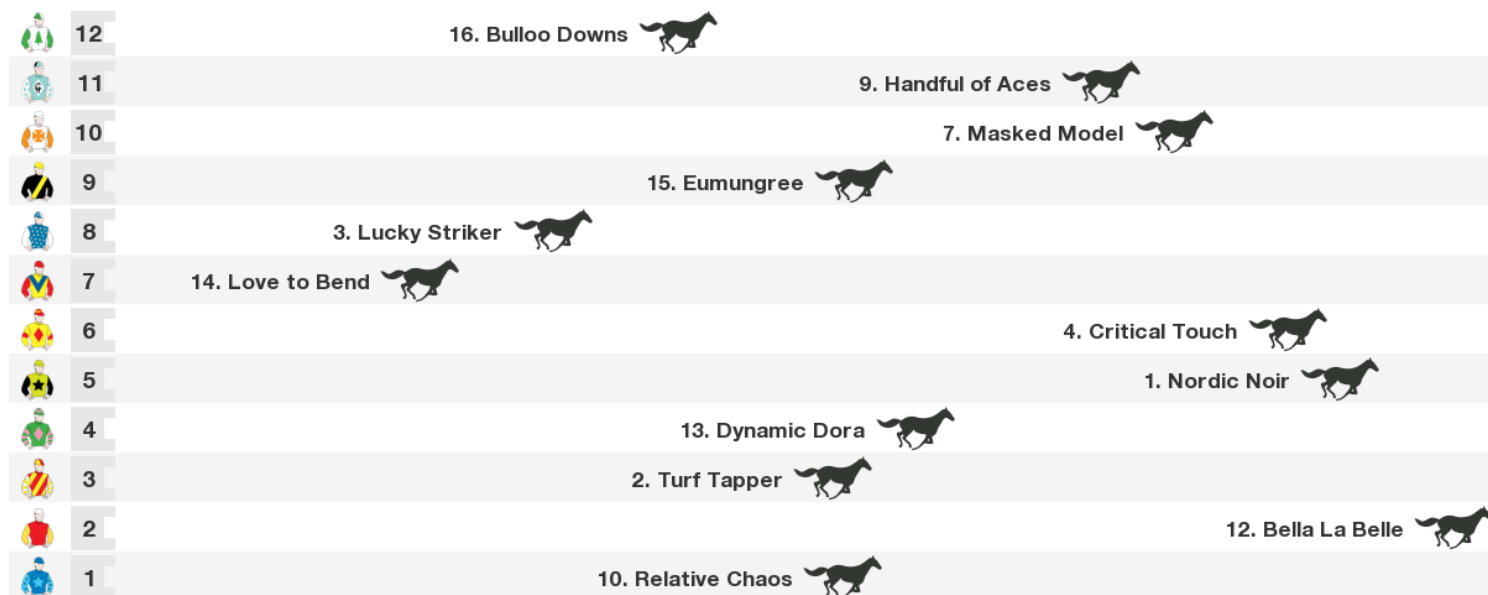 12 16. Bulloo Downs
11 9. Handful of Aces
10 7. Masked Model
9 15. Eumungree
8 3. Lucky Striker
7 14. Love to Bend
6 4. Critical Touch
5 1. Nordic Noir
4 13. Dynamic Dora
3 2. Turf Tapper
2 12. Bella La Belle
1 10. Relative Chaos